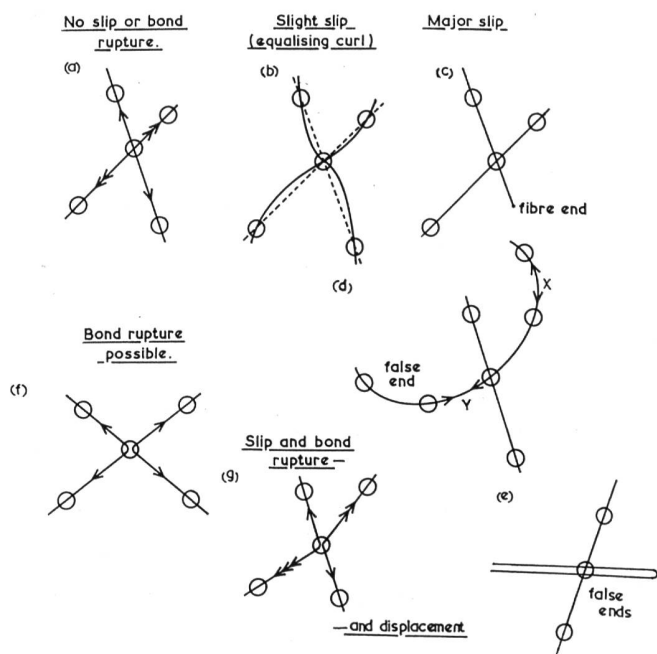 No slip or bond
rupture.
Slight slip
(equalising curl)
Major slip
(a)
(b)
(c)
fibre end
(d)
X
Bond rupture
possible.
false
end
Y
(f)
Slip and bond
rupture —
(g)
(e)
false
ends
— and displacement